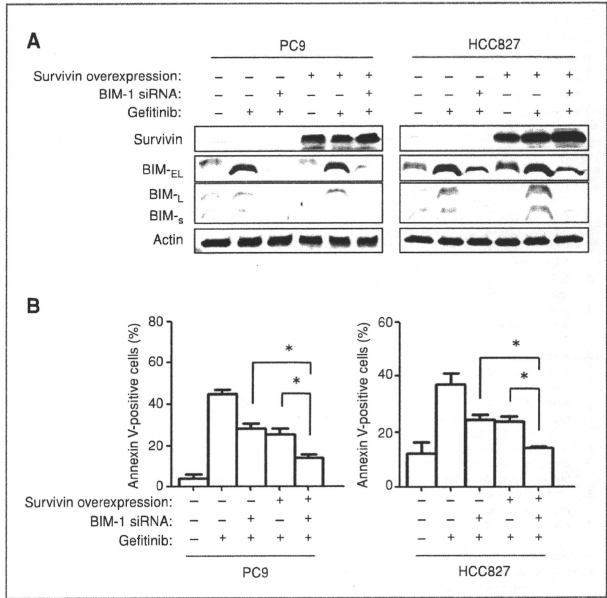 A
PC9 HCC827
Survivin overexpression: – – – + + + – – – + + +
BIM-1 siRNA: – – + – – + – – + – – +
Gefitinib: – + + – + + – + + – + +
Survivin
BIM-EL
BIM-L
BIM-s
Actin
B
Annexin V-positive cells (%)
80
60
40
20
0
*
*
Annexin V-positive cells (%)
60
40
20
0
*
*
Survivin overexpression: – – – + + – – – + +
BIM-1 siRNA: – – + – + – – + – +
Gefitinib: – + + + + – + + + +
PC9 HCC827